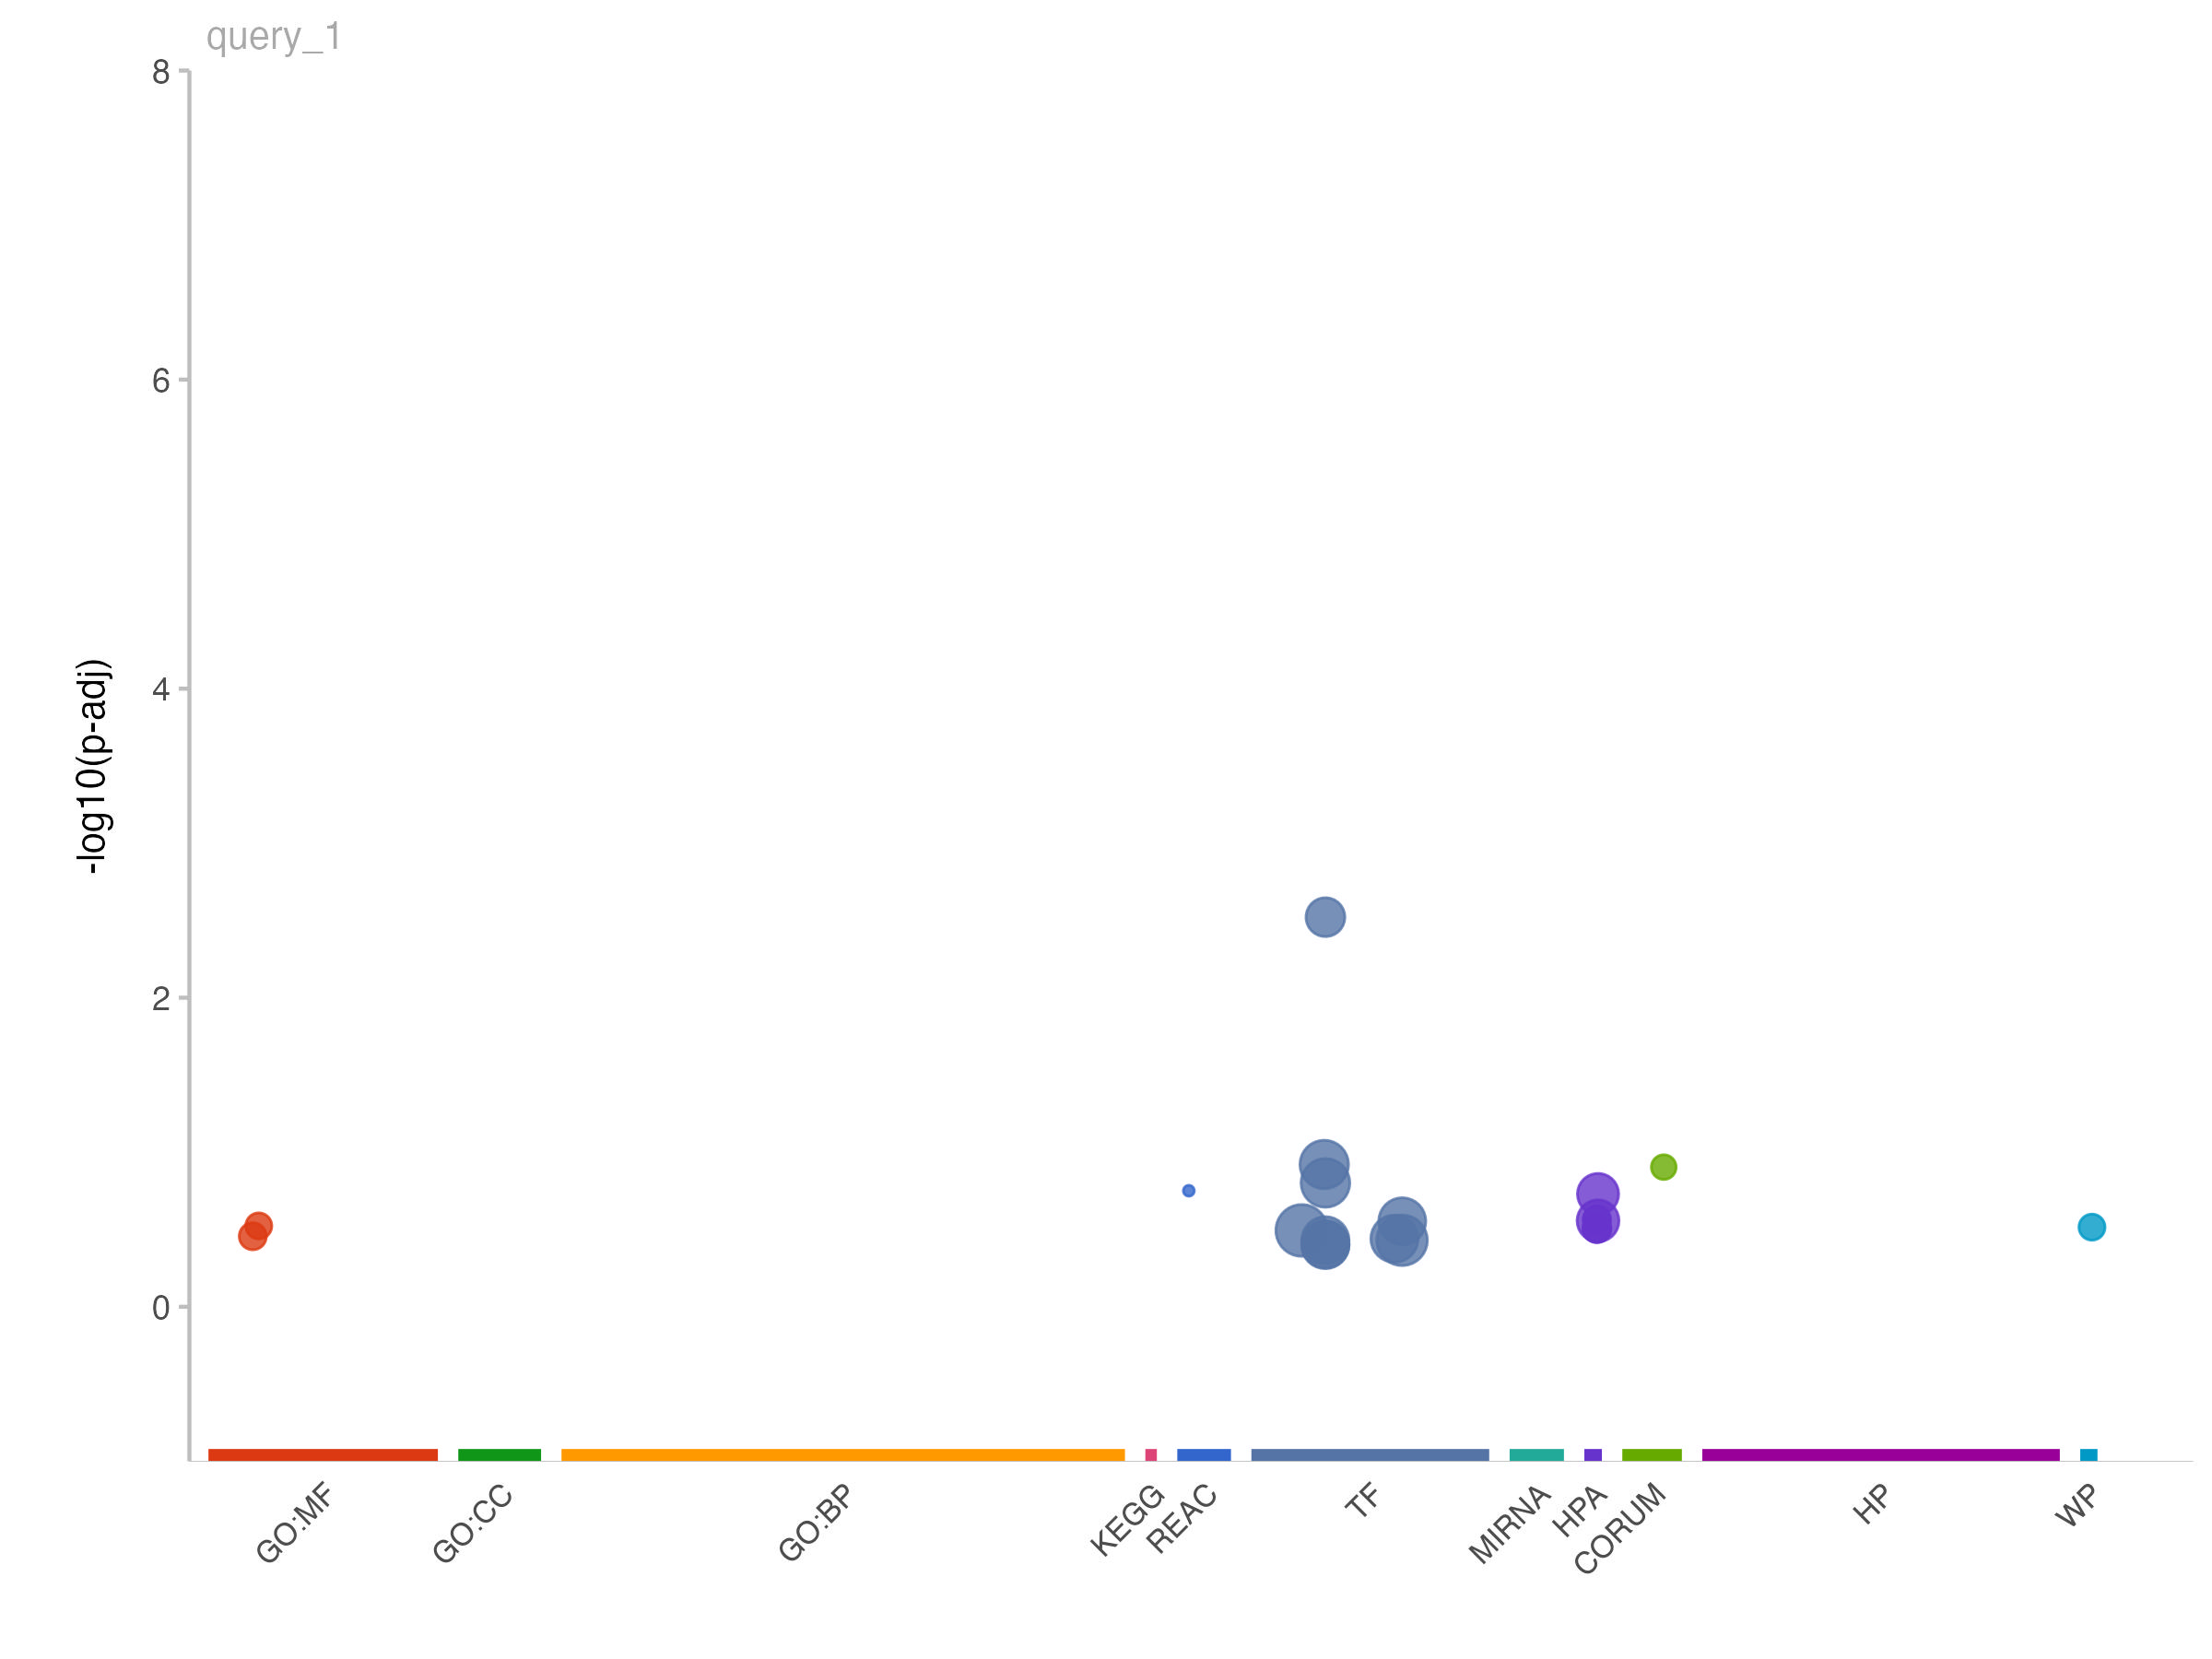 query_1
8
6
4
2
0
-log10(p-adj)
GO:MF
GO:CC
GO:BP
KEGG
REAC
TF
MIRNA
HPA
CORUM
HP
WP